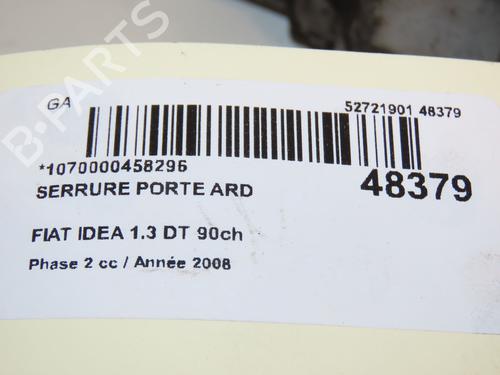 GA
52721901 48379
*1070000458296
48379
SERRURE PORTE ARD
FIAT IDEA 1.3 DT 90ch
Phase 2 cc / Année 2008
B-PARTS